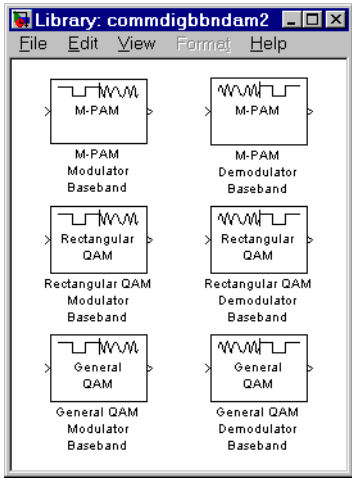 Library: commdigbbndam2
File Edit View Format Help
M-PAM
M-PAM
M-PAM
Modulator
Baseband
M-PAM
Demodulator
Baseband
Rectangular
QAM
Rectangular
QAM
Rectangular QAM
Modulator
Baseband
Rectangular QAM
Demodulator
Baseband
General
QAM
General
QAM
General QAM
Modulator
Baseband
General QAM
Demodulator
Baseband